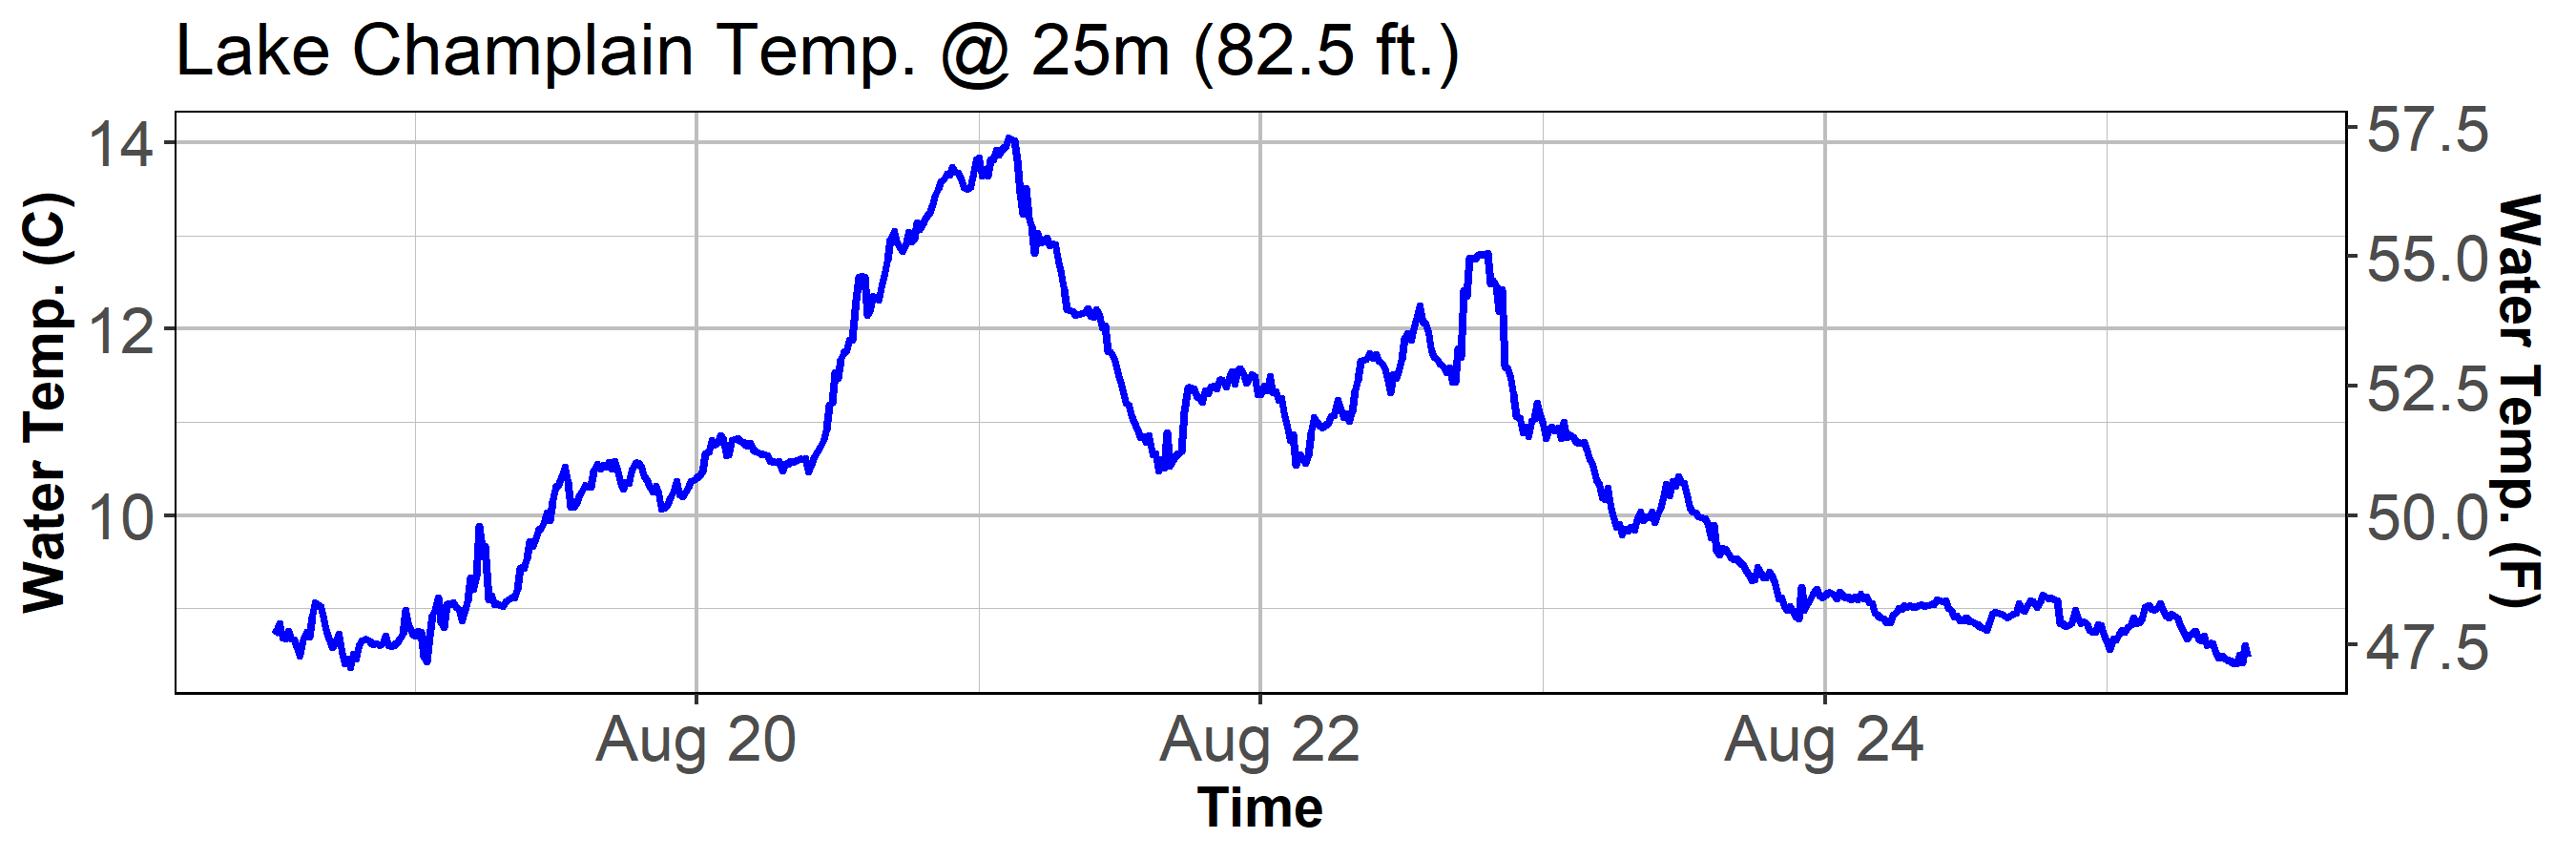 Lake Champlain Temp. @ 25m (82.5 ft.)
Water Temp. (C)
14
12
10
57.5
55.0
52.5
50.0
47.5
Water Temp. (F)
Aug 20 Aug 22 Aug 24
Time